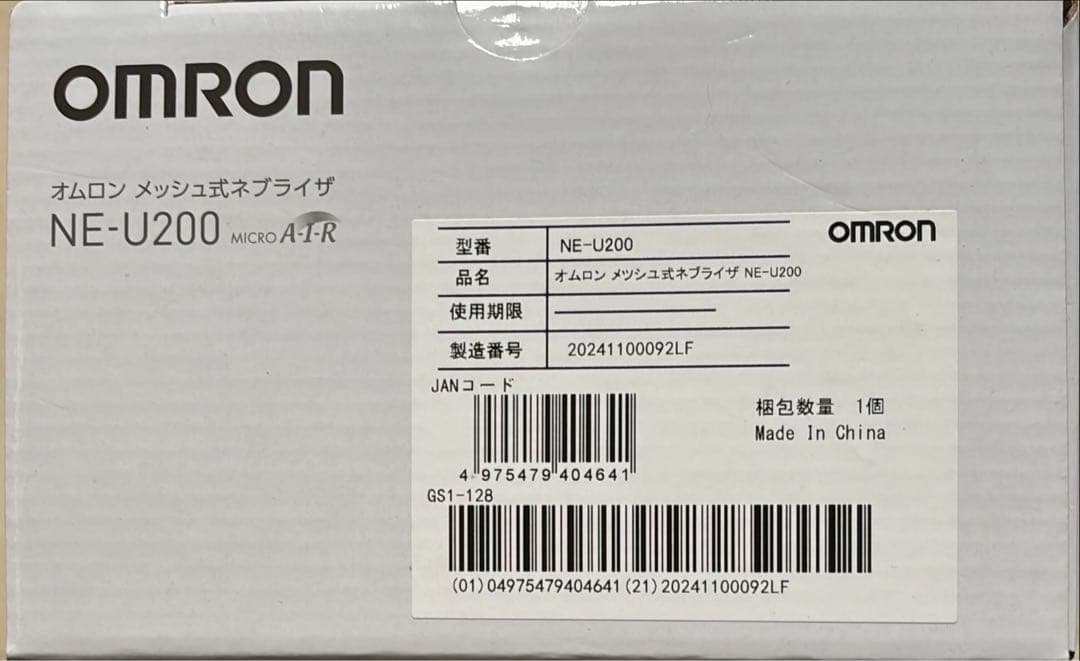 OMRON
オムロン メッシュ式ネブライザ
NE-U200 MICRO A-I-R
OMRON
型番 NE-U200
品名 オムロン メッシュ式ネブライザ NE-U200
使用期限
製造番号 20241100092LF
JANコード
4 975479 404641
梱包数量 1個
Made In China
GS1-128
(01)04975479404641(21)20241100092LF